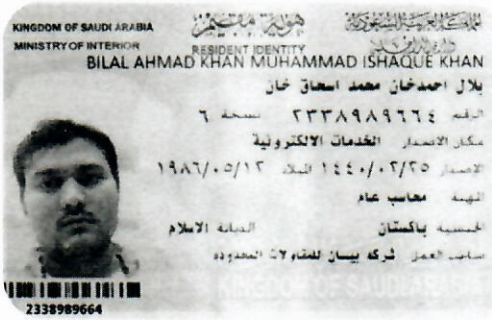 KINGDOM OF SAUDI ARABIA
المملكة العربية السعودية
MINISTRY OF INTERIOR
وزارة الداخلية
هوية مقيم
RESIDENT IDENTITY
BILAL AHMAD KHAN MUHAMMAD ISHAQUE KHAN
بلال احمدخان محمد اسحاق خان
الرقم ٢٣٣٨٩٨٩٦٦٤ نسخة ٦
مكان الاصدار الخدمات الالكترونية
الاصدار ١٤٤٠/٠٢/٢٥ الميلاد ١٩٨٦/٠٥/١٢
المهنة محاسب عام
الجنسية باكستان الديانة الاسلام
صاحب العمل شركه بيسان للمقاولات المحدوده
KINGDOM OF SAUDI ARABIA
2338989664